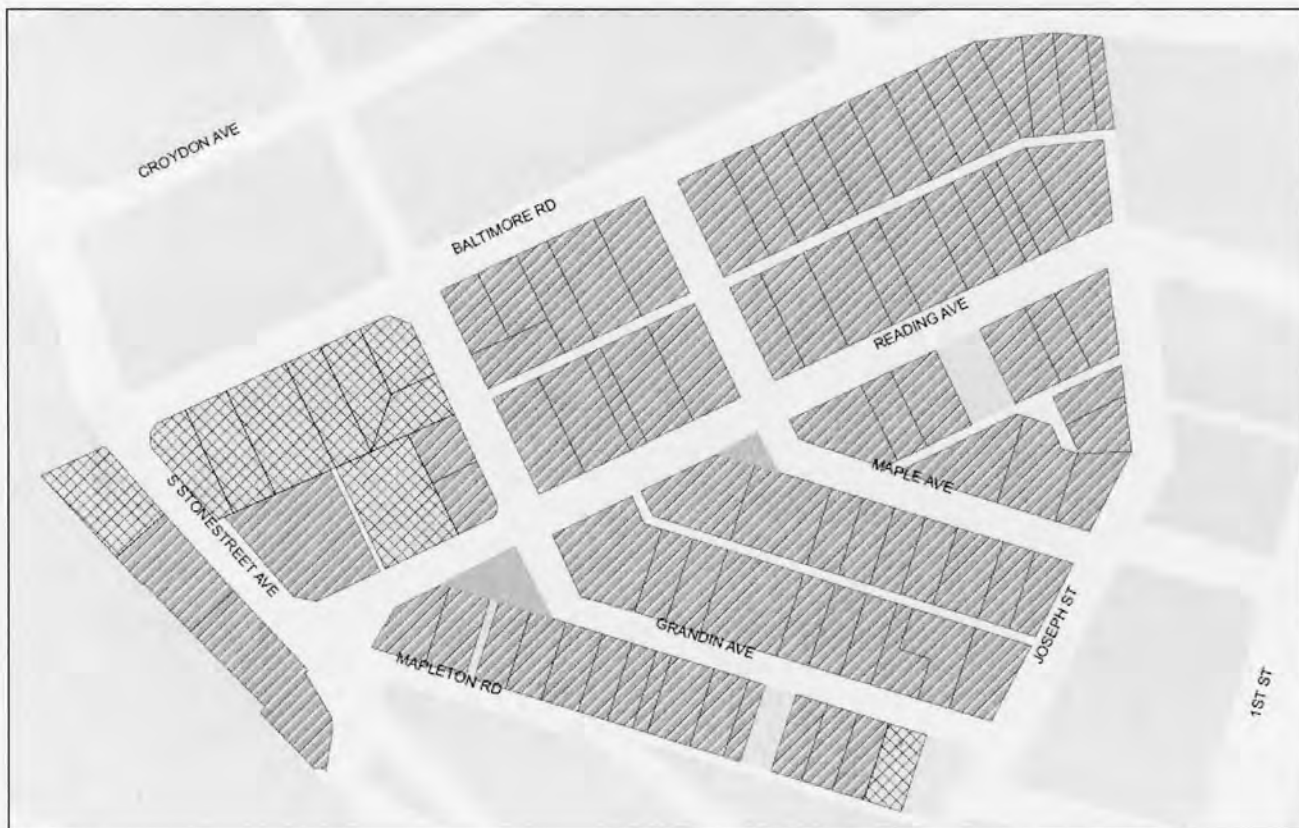 CROYDON AVE
BALTIMORE RD
READING AVE
S STONESTREET AVE
MAPLE AVE
GRANDIN AVE
JOSEPH ST
MAPLETON RD
1ST ST